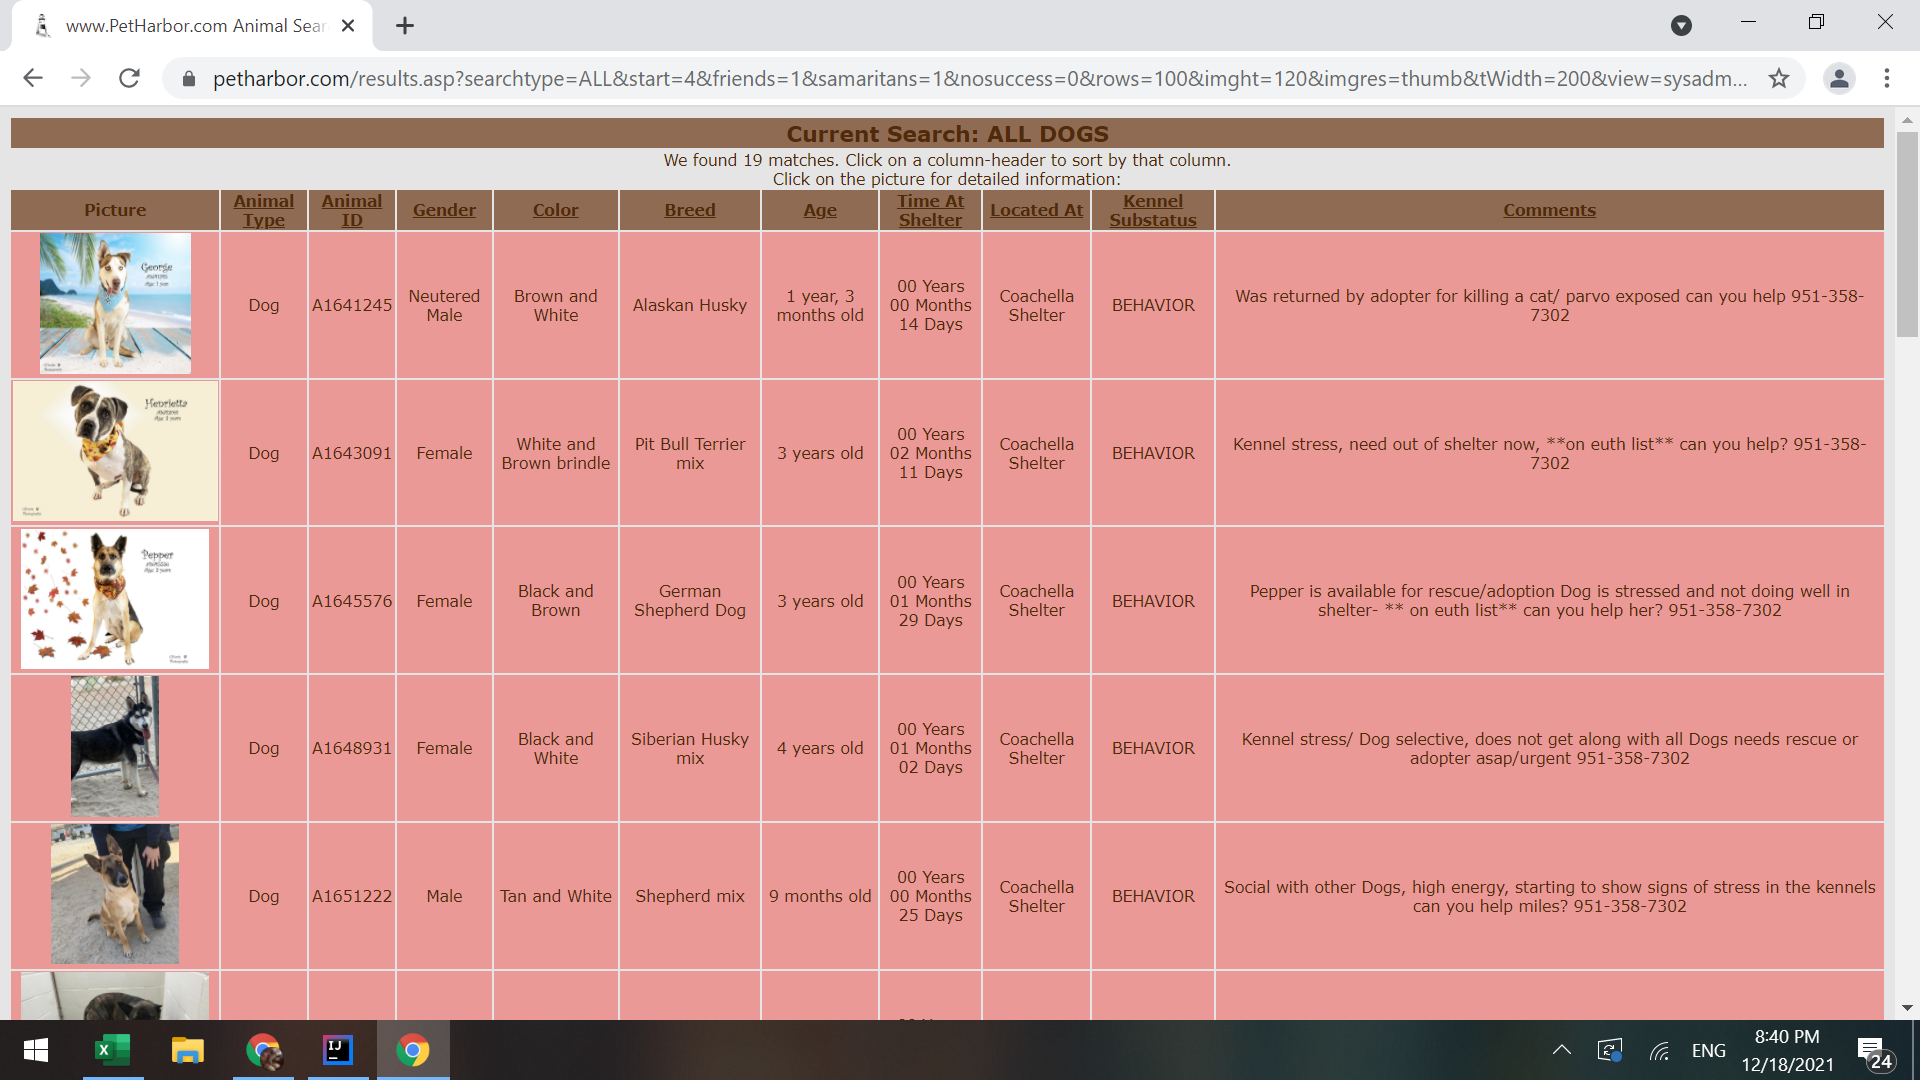 www.PetHarbor.com Animal Sear
petharbor.com/results.asp?searchtype=ALL&start=4&friends=1&samaritans=1&nosuccess=0&rows=100&imght=120&imgres=thumb&tWidth=200&view=sysadm...
Current Search: ALL DOGS
We found 19 matches. Click on a column-header to sort by that column.
Click on the picture for detailed information:
Picture
Animal
Type
Animal
ID
Gender
Color
Breed
Age
Time At
Shelter
Located At
Kennel
Substatus
Comments
George
Age: 1 year
Dog
A1641245
Neutered
Male
Brown and
White
Alaskan Husky
1 year, 3
months old
00 Years
00 Months
14 Days
Coachella
Shelter
BEHAVIOR
Was returned by adopter for killing a cat/ parvo exposed can you help 951-358-
7302
Henrietta
Age: 3 years
Dog
A1643091
Female
White and
Brown brindle
Pit Bull Terrier
mix
3 years old
00 Years
02 Months
11 Days
Coachella
Shelter
BEHAVIOR
Kennel stress, need out of shelter now, **on euth list** can you help? 951-358-
7302
Pepper
Dog
A1645576
Female
Black and
Brown
German
Shepherd Dog
3 years old
00 Years
01 Months
29 Days
Coachella
Shelter
BEHAVIOR
Pepper is available for rescue/adoption Dog is stressed and not doing well in
shelter- ** on euth list** can you help her? 951-358-7302
Dog
A1648931
Female
Black and
White
Siberian Husky
mix
4 years old
00 Years
01 Months
02 Days
Coachella
Shelter
BEHAVIOR
Kennel stress/ Dog selective, does not get along with all Dogs needs rescue or
adopter asap/urgent 951-358-7302
Dog
A1651222
Male
Tan and White
Shepherd mix
9 months old
00 Years
00 Months
25 Days
Coachella
Shelter
BEHAVIOR
Social with other Dogs, high energy, starting to show signs of stress in the kennels
can you help miles? 951-358-7302
X
IJ
ENG
8:40 PM
12/18/2021
24